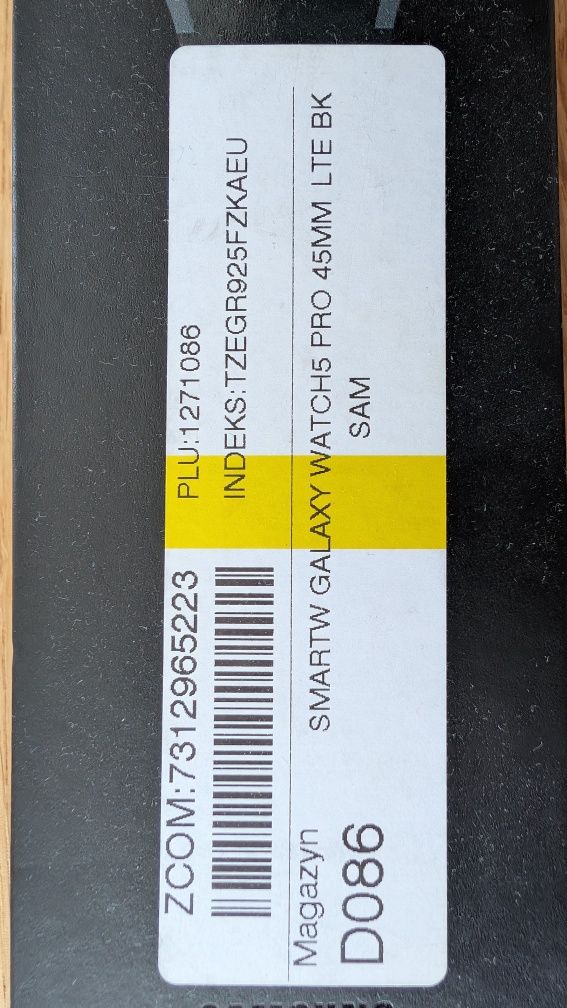 ZCOM:7312965223
PLU:1271086
INDEKS:TZEGR925FZKAEU
Magazyn
D086
SMARTW GALAXY WATCH5 PRO 45MM LTE BK
SAM